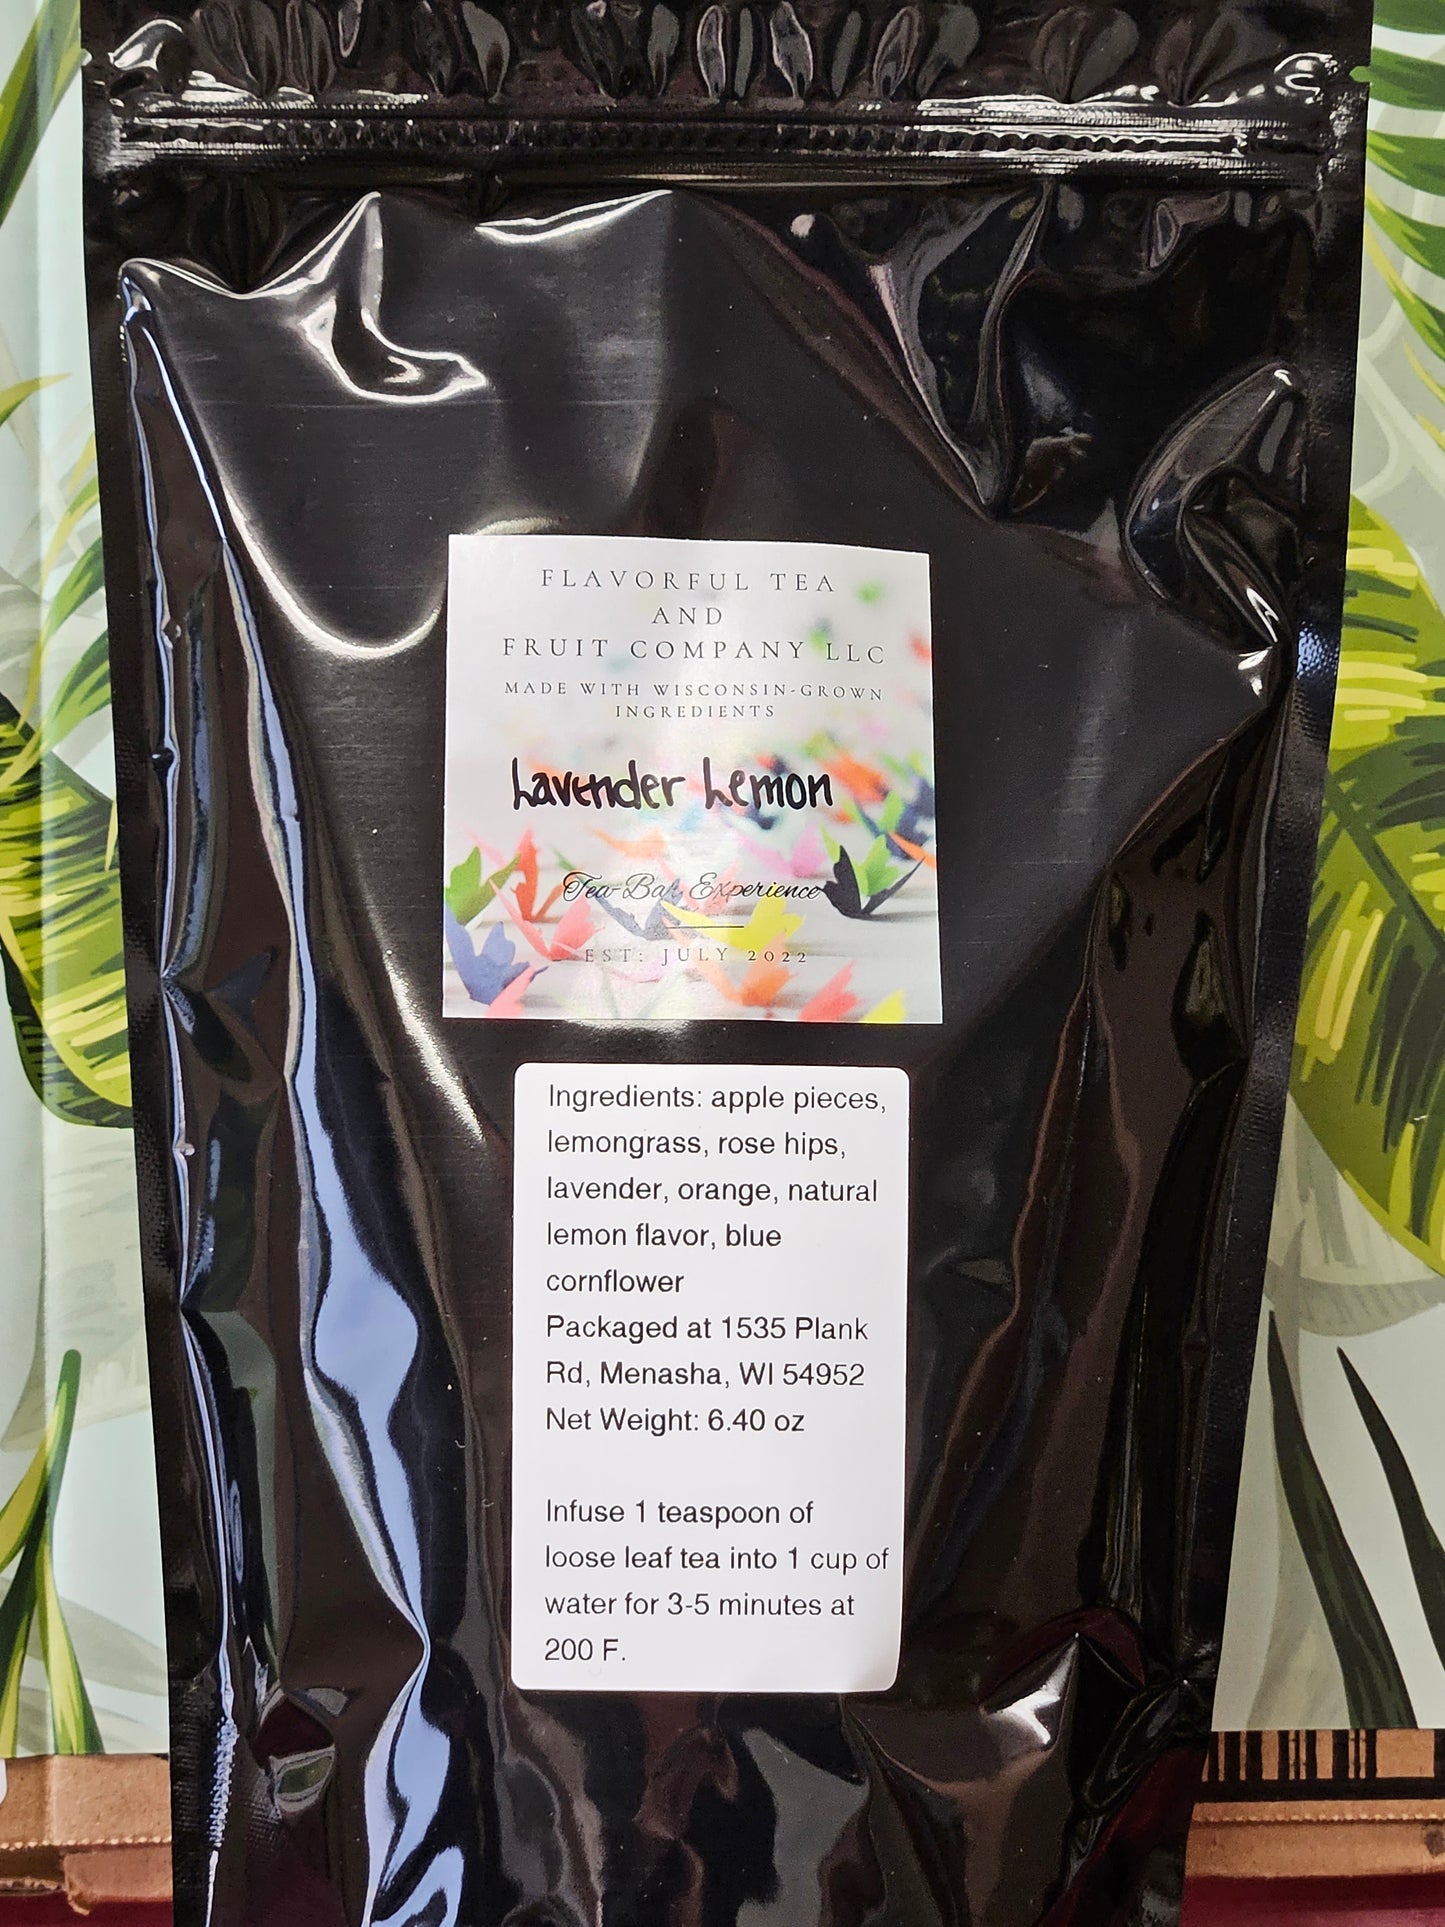 FLAVORFUL TEA
AND
FRUIT COMPANY LLC
MADE WITH WISCONSIN-GROWN
INGREDIENTS
Lavender Lemon
Tea-Bar Experience
EST: JULY 2022
Ingredients: apple pieces,
lemongrass, rose hips,
lavender, orange, natural
lemon flavor, blue
cornflower
Packaged at 1535 Plank
Rd, Menasha, WI 54952
Net Weight: 6.40 oz
Infuse 1 teaspoon of
loose leaf tea into 1 cup of
water for 3-5 minutes at
200 F.